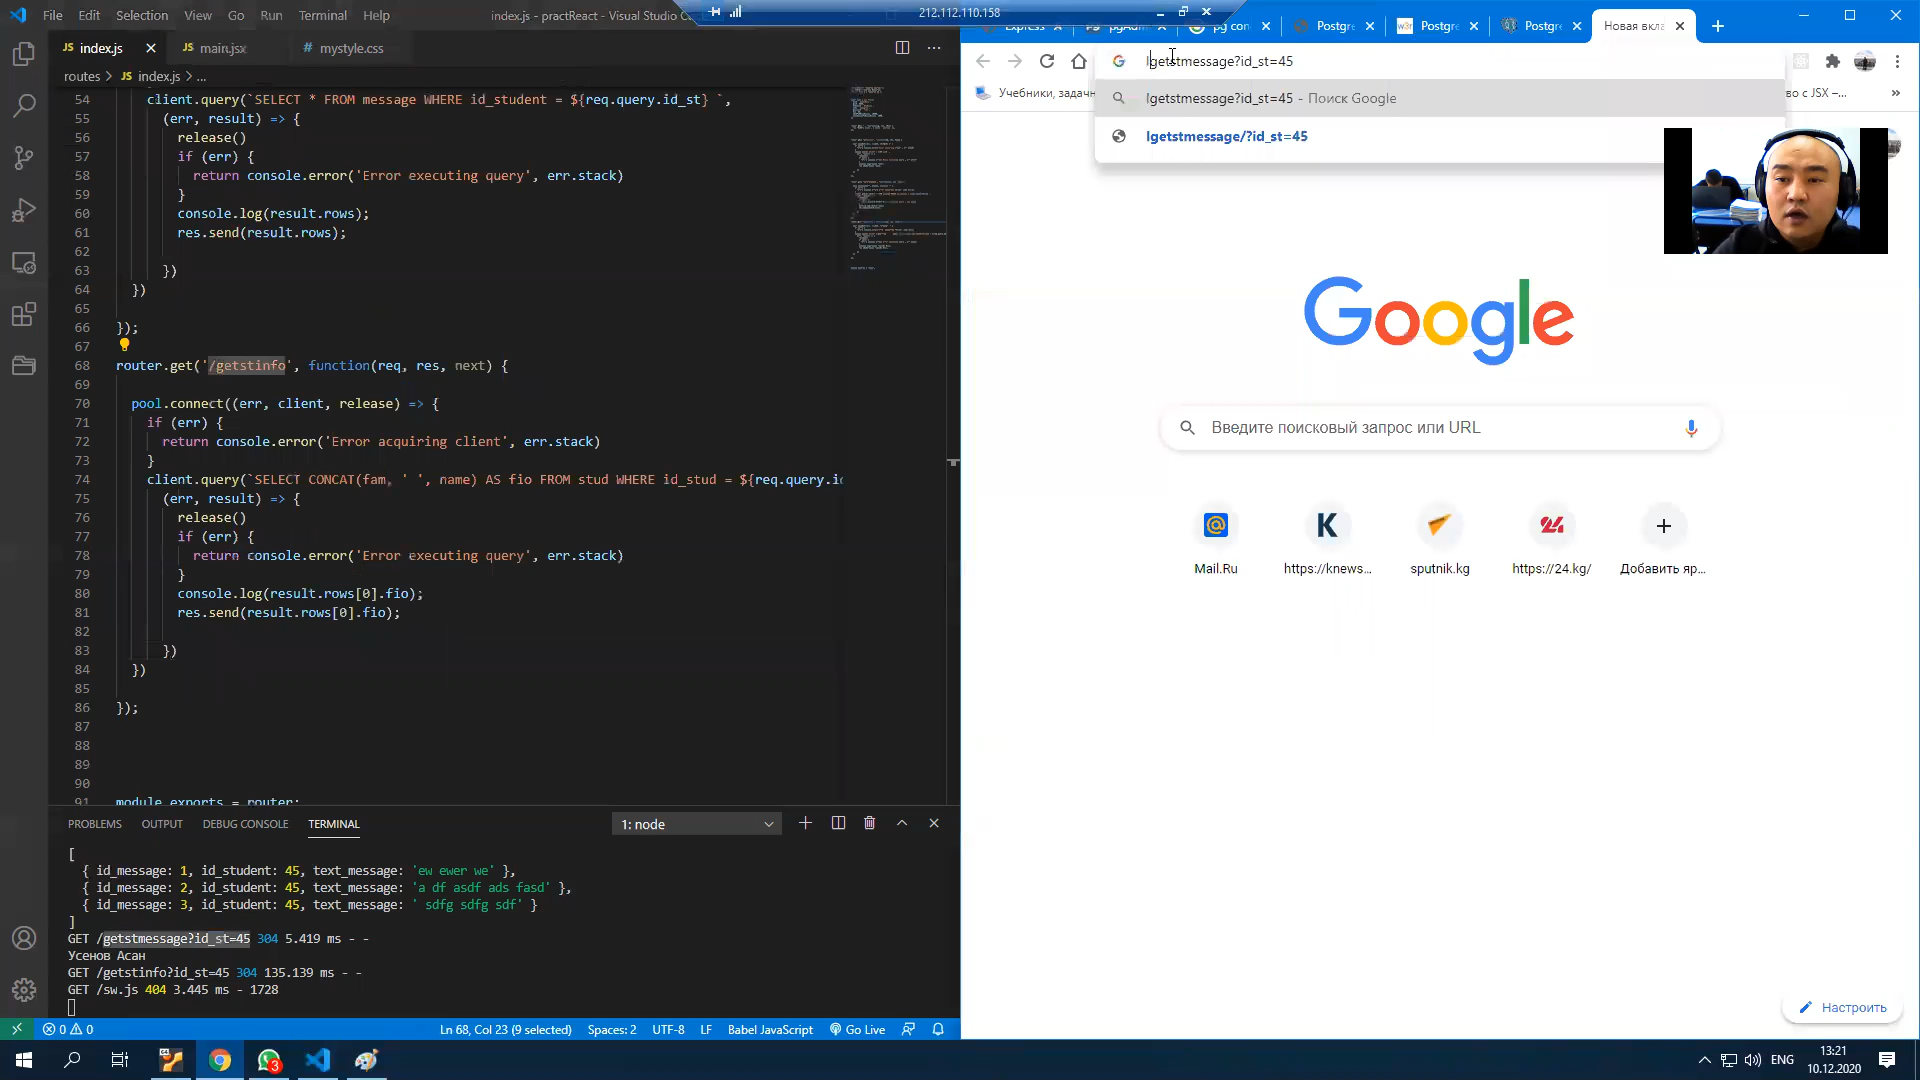 File Edit Selection View Go Run Terminal Help
index.js - practReact - Visual Studio C...
212.112.110.158
JS index.js
JS main.jsx
# mystyle.css
routes > JS index.js > ...
54 client.query(`SELECT * FROM message WHERE id_student = ${req.query.id_st} `,
55 (err, result) => {
56 release()
57 if (err) {
58 return console.error('Error executing query', err.stack)
59 }
60 console.log(result.rows);
61 res.send(result.rows);
62
63 })
64 })
65
66 });
67
68 router.get('/getstinfo', function(req, res, next) {
69
70 pool.connect((err, client, release) => {
71 if (err) {
72 return console.error('Error acquiring client', err.stack)
73 }
74 client.query(`SELECT CONCAT(fam, ' ', name) AS fio FROM stud WHERE id_stud = ${req.query.i
75 (err, result) => {
76 release()
77 if (err) {
78 return console.error('Error executing query', err.stack)
79 }
80 console.log(result.rows[0].fio);
81 res.send(result.rows[0].fio);
82
83 })
84 })
85
86 });
87
88
89
90
91 module.exports = router;
PROBLEMS OUTPUT DEBUG CONSOLE TERMINAL
1: node
[
{ id_message: 1, id_student: 45, text_message: 'ew ewer we' },
{ id_message: 2, id_student: 45, text_message: 'a df asdf ads fasd' },
{ id_message: 3, id_student: 45, text_message: ' sdfg sdfg sdf' }
]
GET /getstmessage?id_st=45 304 5.419 ms - -
Усенов Асан
GET /getstinfo?id_st=45 304 135.139 ms - -
GET /sw.js 404 3.445 ms - 1728
0 0
Ln 68, Col 23 (9 selected) Spaces: 2 UTF-8 LF Babel JavaScript Go Live
Express
pgAdm
pg con
Postgre
w3r Postgre
Postgre
Новая вкла
lgetstmessage?id_st=45
lgetstmessage?id_st=45 - Поиск Google
lgetstmessage/?id_st=45
Учебники, задачн
во с JSX –...
Google
Введите поисковый запрос или URL
Mail.Ru
https://knews...
sputnik.kg
24
https://24.kg/
Добавить яр...
Настроить
3
ENG
13:21
10.12.2020